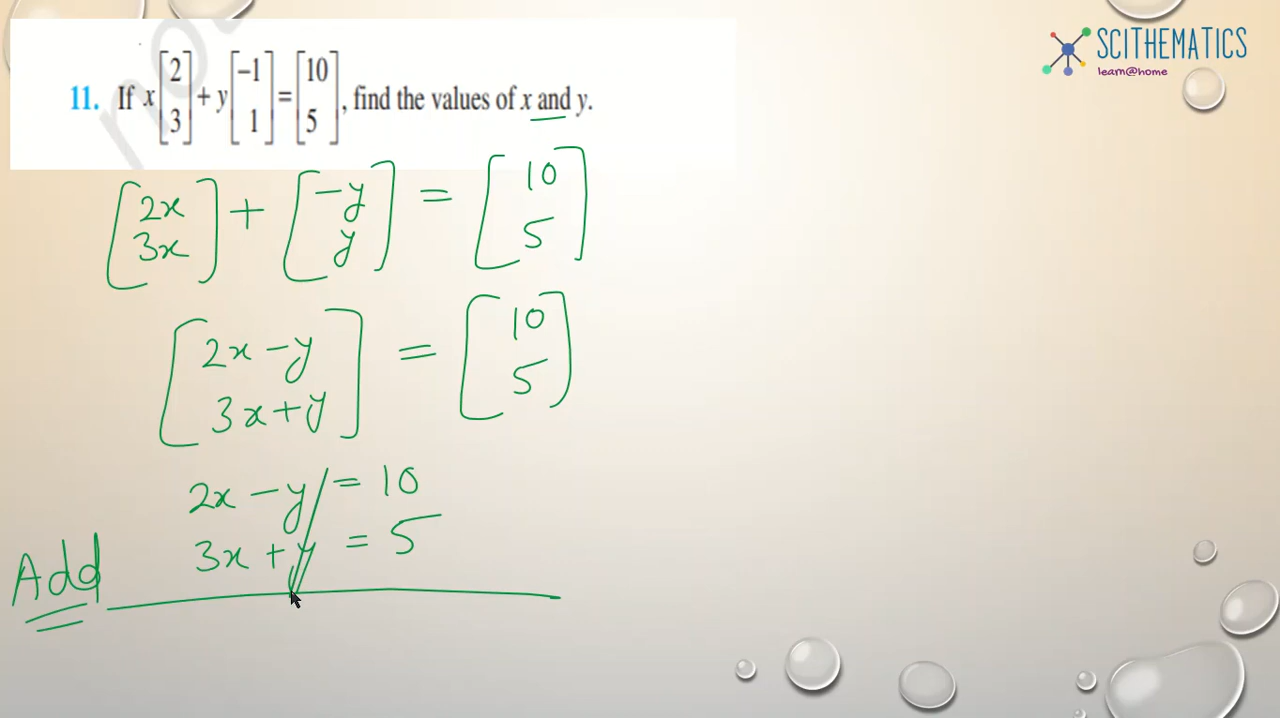 SCITHEMATICS
learn@home
11. If x [2 3] + y [-1 1] = [10 5], find the values of x and y.
[2x 3x] + [-y y] = [10 5]
[2x - y 3x + y] = [10 5]
2x - y = 10
3x + y = 5
Add